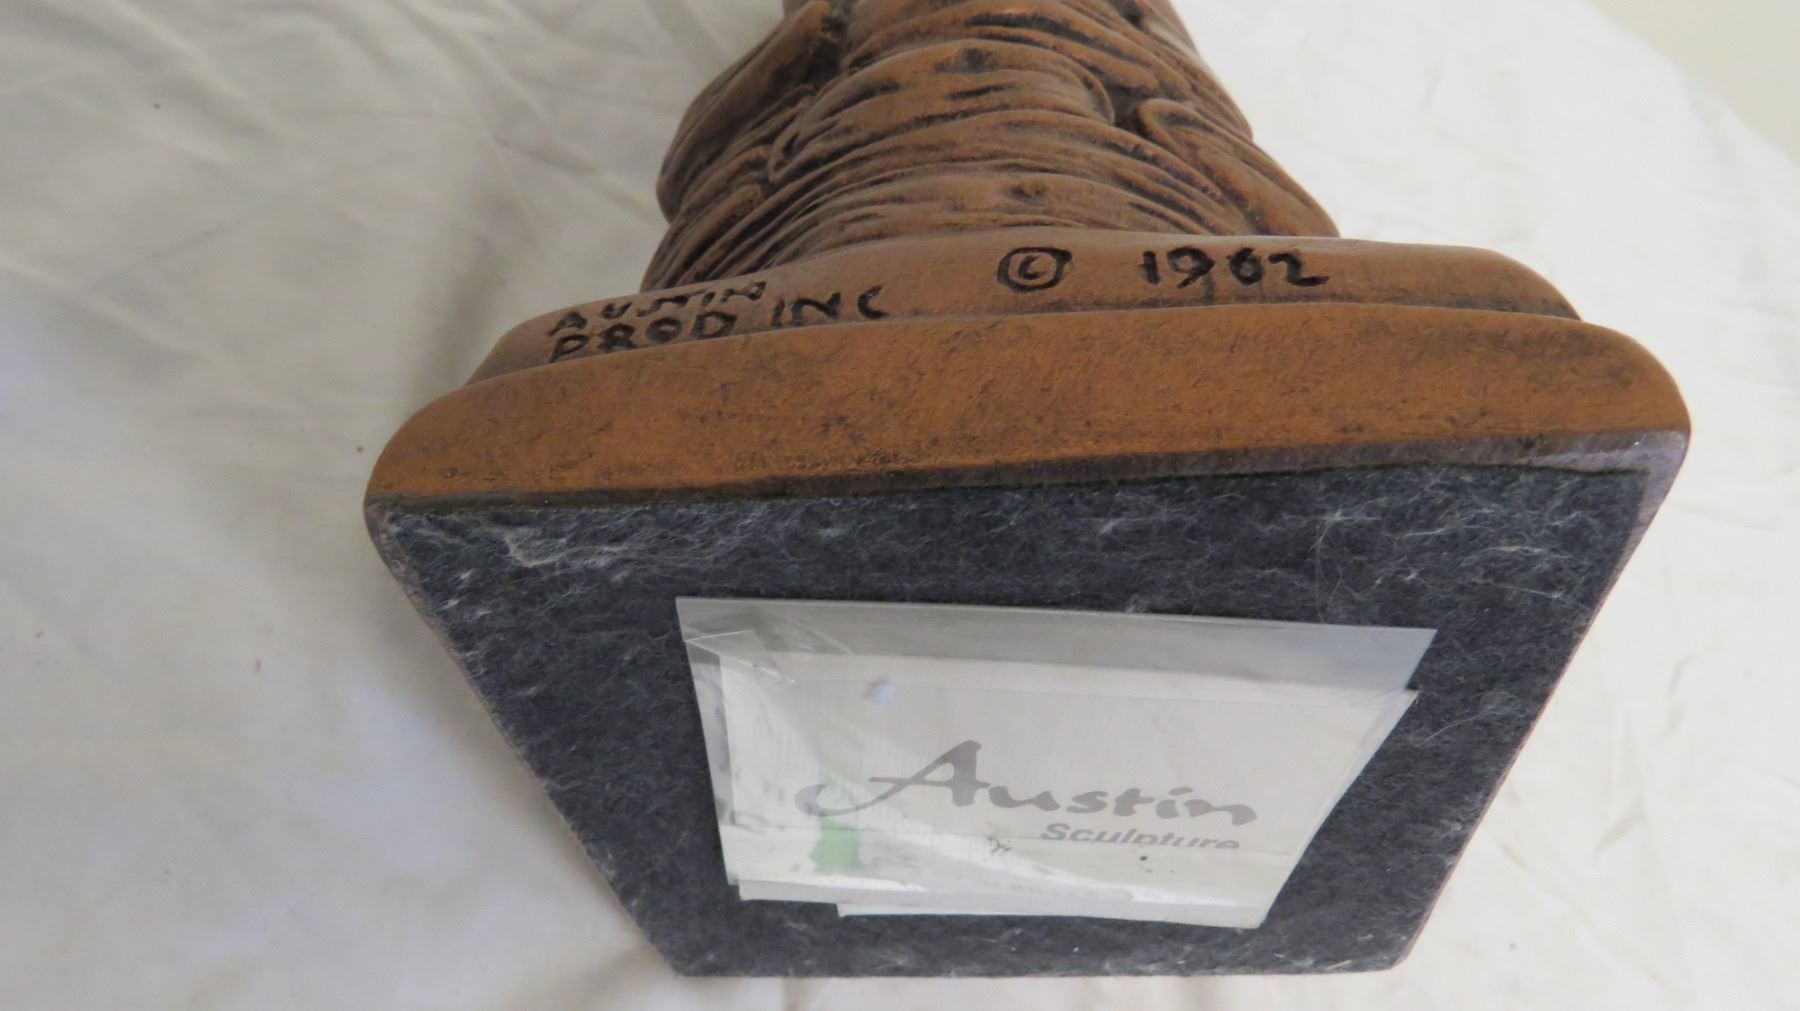 AUSTIN
PROD INC
© 1962
Austin
Sculpture